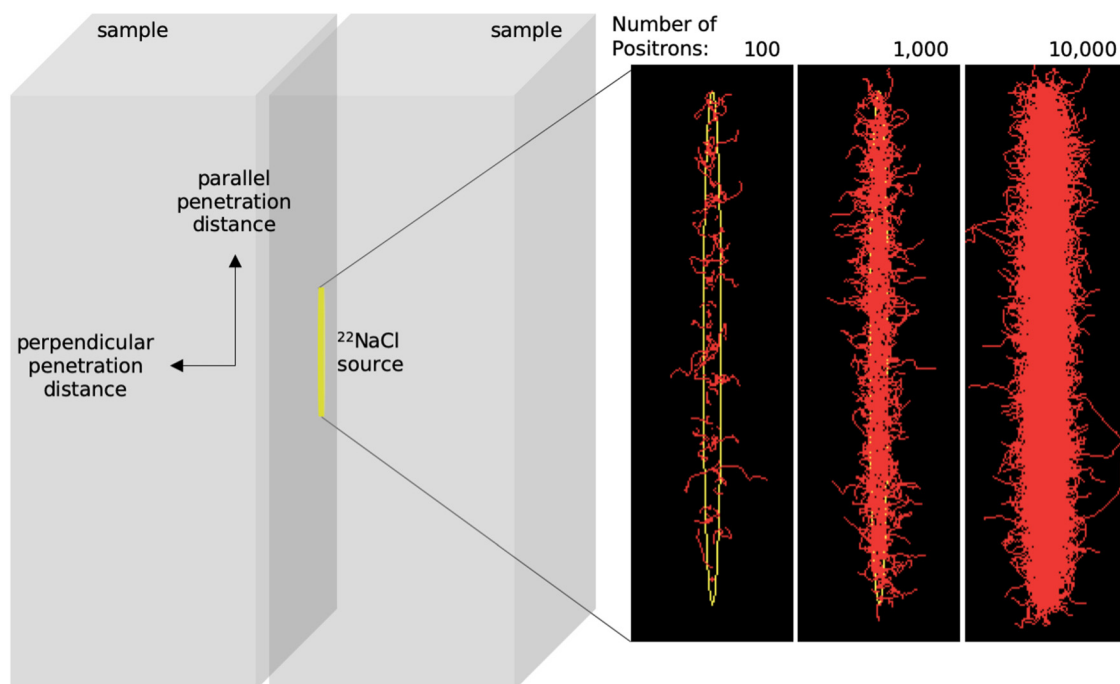 sample
sample
parallel
penetration
distance
perpendicular
penetration
distance
²²NaCl
source
Number of
Positrons: 100 1,000 10,000